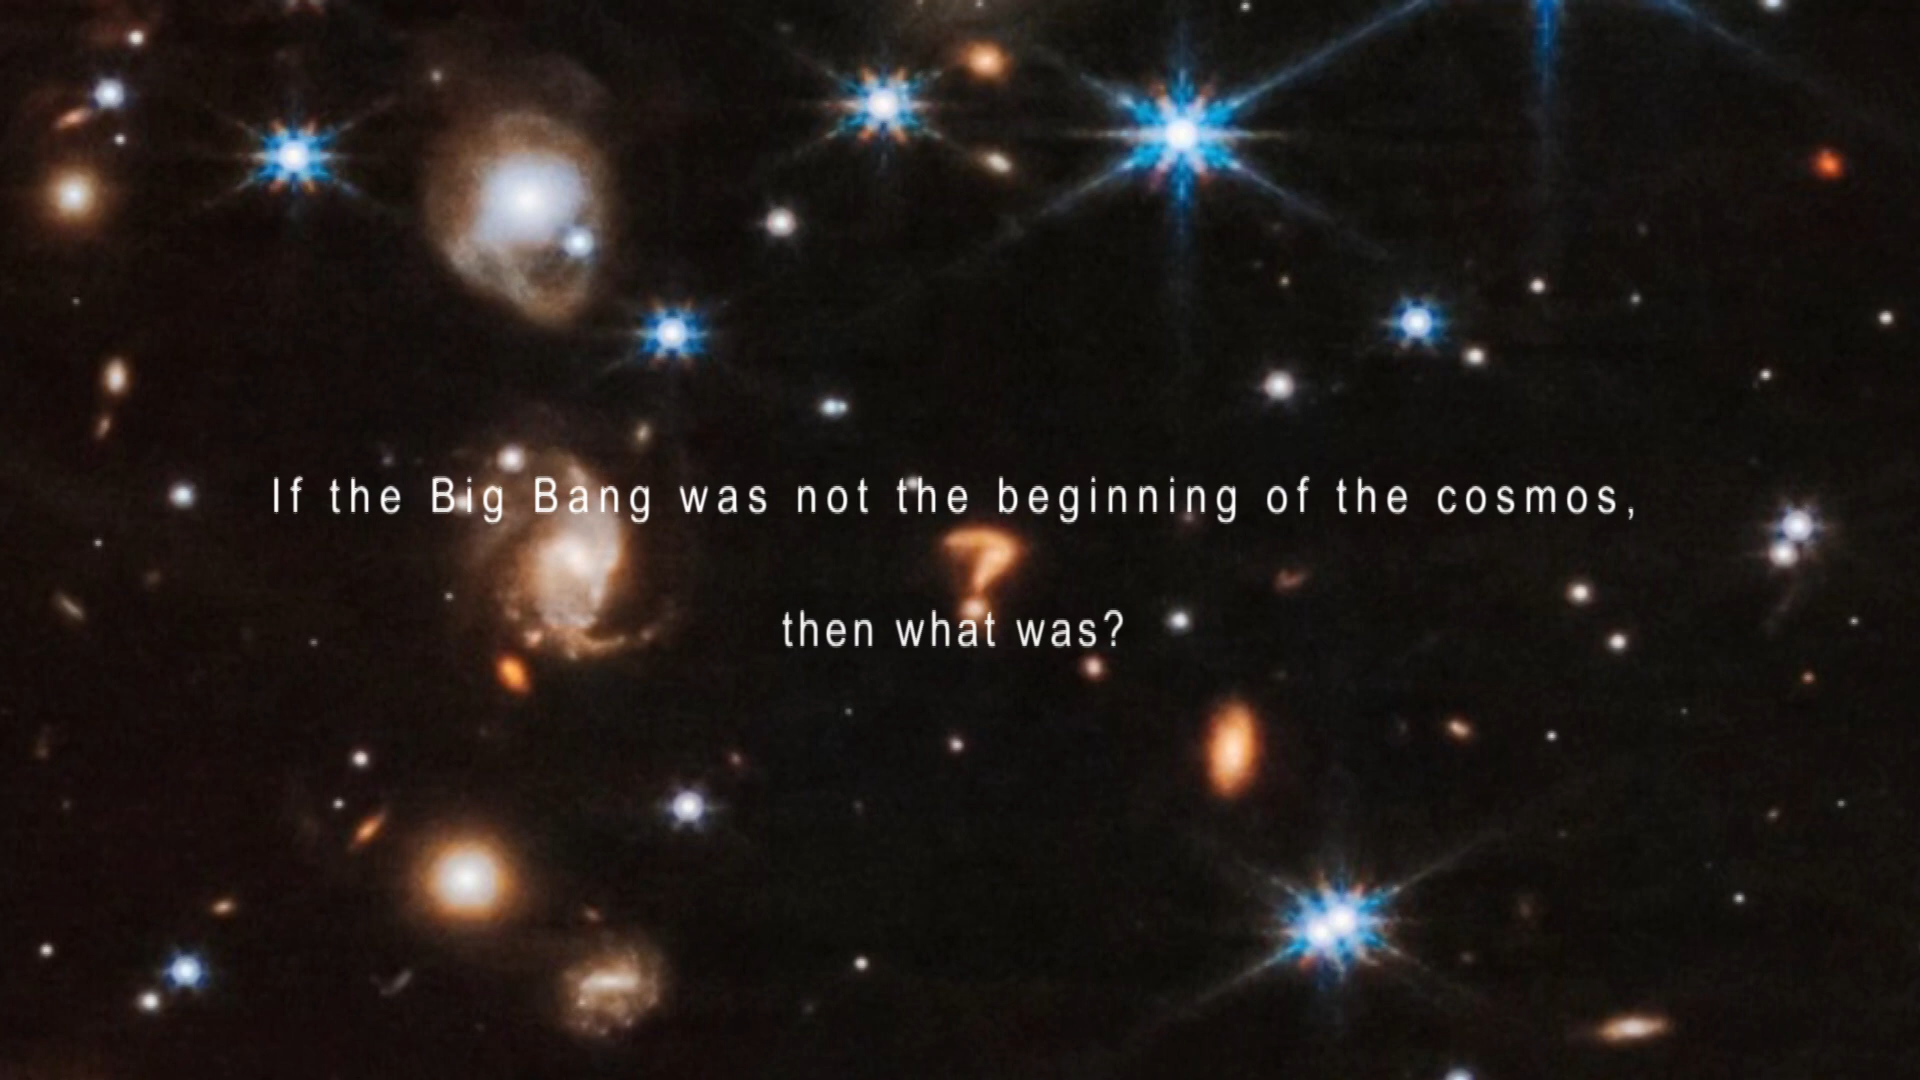 If the Big Bang was not the beginning of the cosmos,
then what was?